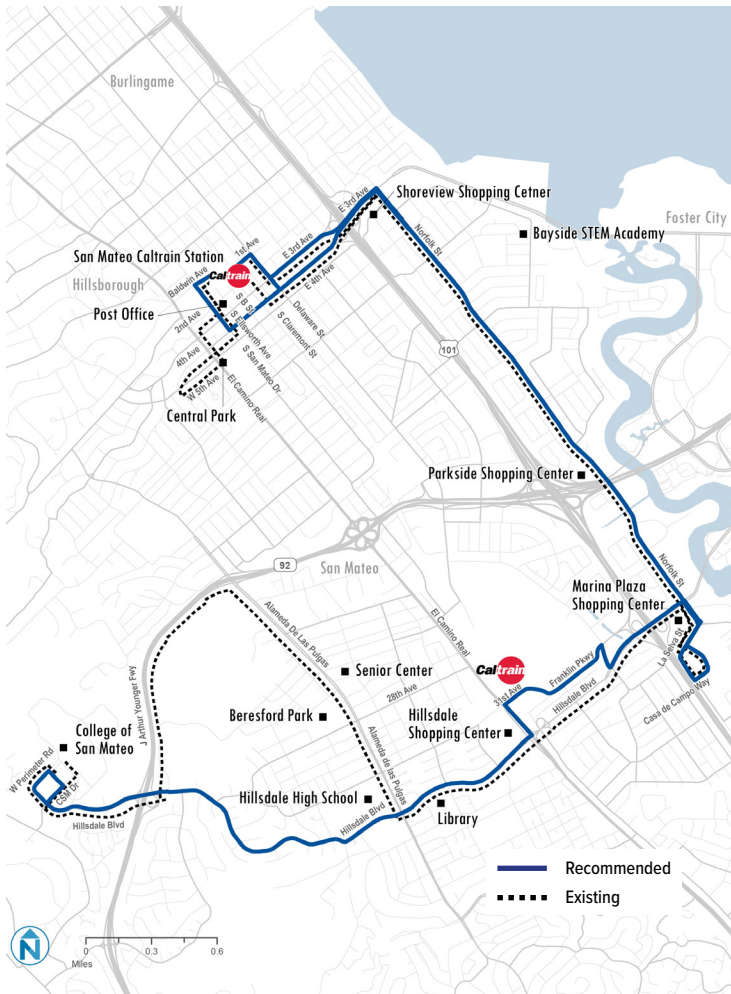 Burlingame
Shoreview Shopping Cetner
E 3rd Ave
Norfolk St
Foster City
Bayside STEM Academy
San Mateo Caltrain Station
1st Ave
E 3rd Ave
Baldwin Ave
Caltrain
E 4th Ave
Hillsborough
Post Office
S B St
2nd Ave
S Ellsworth Ave
Delaware St
S Claremont St
101
4th Ave
S San Mateo Dr
W 5th Ave
El Camino Real
Central Park
Parkside Shopping Center
92
San Mateo
Norfolk St
Marina Plaza
Shopping Center
Alameda De Las Pulgas
El Camino Real
La Selva St
Caltrain
Franklin Pkwy
Senior Center
28th Ave
31st Ave
Hillsdale Blvd
Casa de Campo Way
J Arthur Younger Fwy
Beresford Park
Hillsdale
Shopping Center
College of
San Mateo
W Perimeter Rd
CSM Dr
Alameda de las Pulgas
Hillsdale High School
Hillsdale Blvd
Library
Hillsdale Blvd
Recommended
Existing
N
0 0.3 0.6
Miles